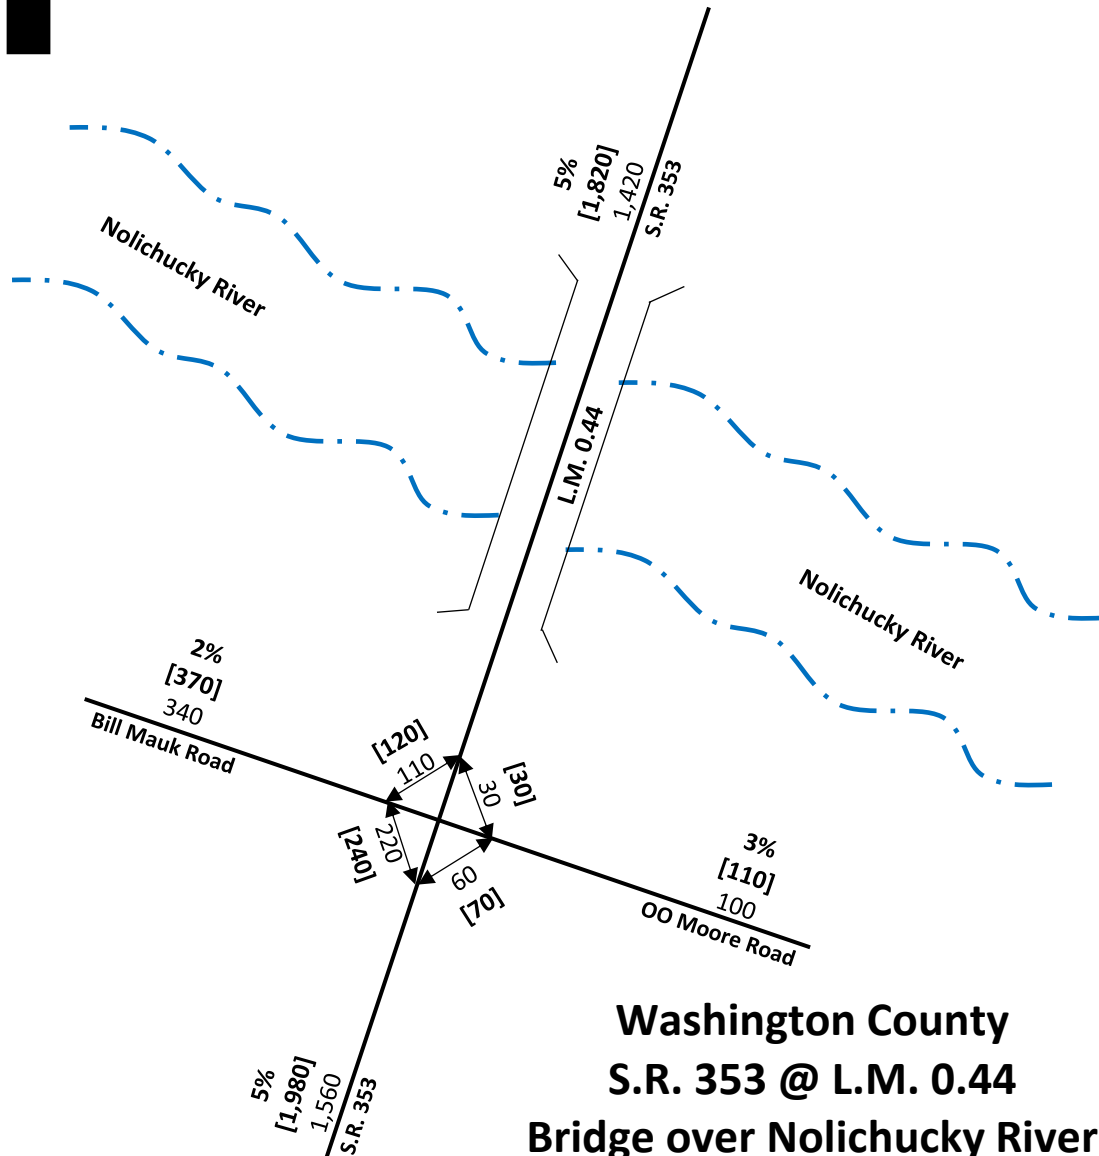 5%
[1,820]
1,420
S.R. 353
Nolichucky River
L.M. 0.44
Nolichucky River
2%
[370]
340
Bill Mauk Road
[120]
110
[30]
30
[240]
220
60
[70]
3%
[110]
100
OO Moore Road
5%
[1,980]
1,560
S.R. 353
Washington County
S.R. 353 @ L.M. 0.44
Bridge over Nolichucky River